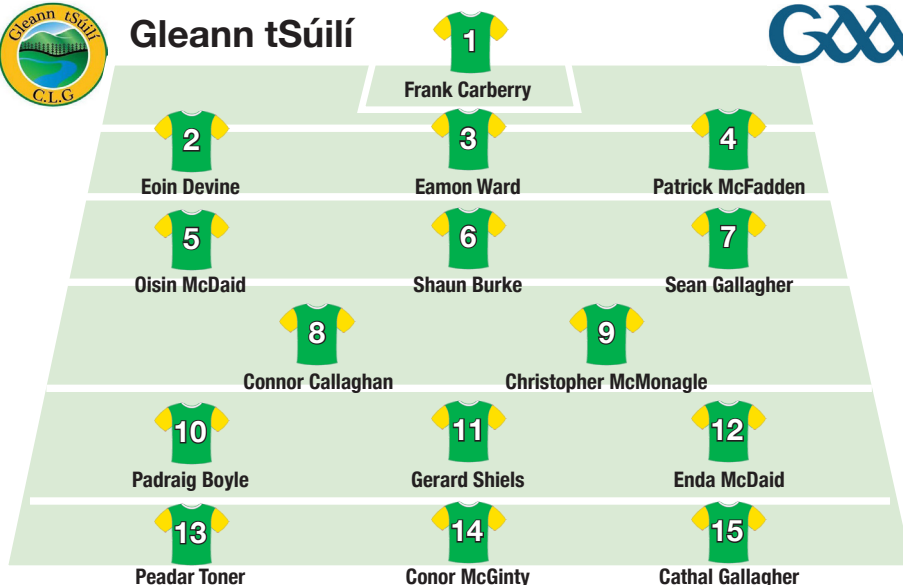 Gleann tSúilí
C.L.G
Gleann tSúilí
GAA
1
Frank Carberry
2
3
4
Eoin Devine
Eamon Ward
Patrick McFadden
5
6
7
Oisin McDaid
Shaun Burke
Sean Gallagher
8
9
Connor Callaghan
Christopher McMonagle
10
11
12
Padraig Boyle
Gerard Shiels
Enda McDaid
13
14
15
Peadar Toner
Conor McGinty
Cathal Gallagher